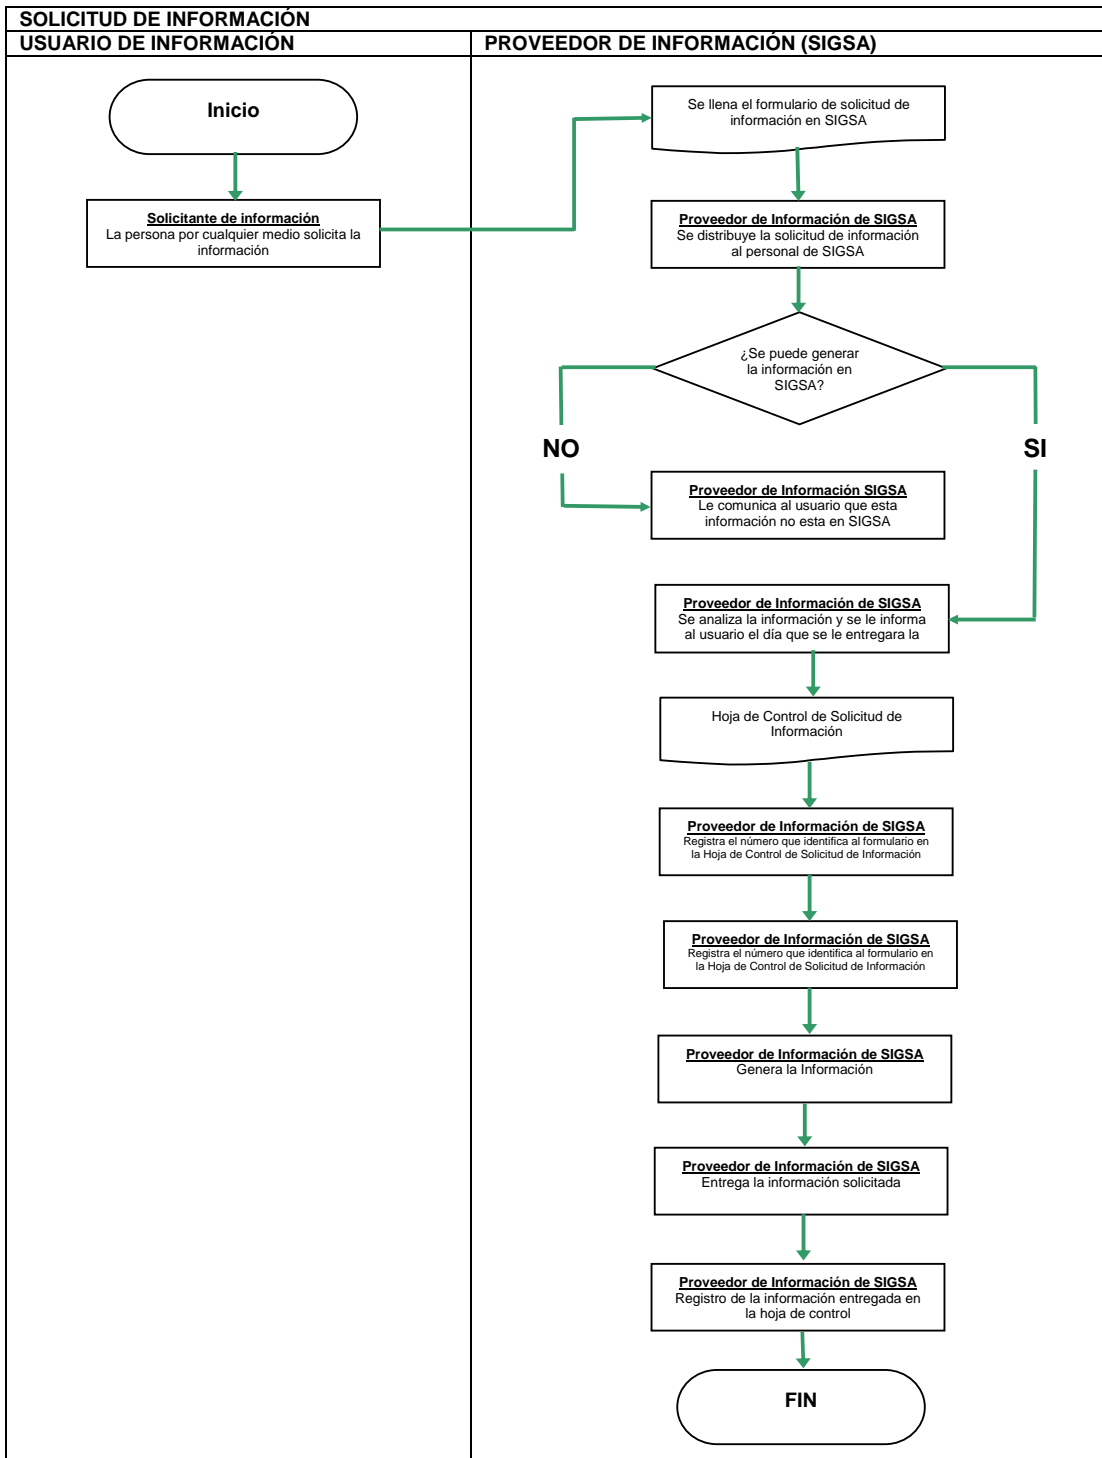 SOLICITUD DE INFORMACIÓN
USUARIO DE INFORMACIÓN
PROVEEDOR DE INFORMACIÓN (SIGSA)
Inicio
Solicitante de información
La persona por cualquier medio solicita la
información
Se llena el formulario de solicitud de
información en SIGSA
Proveedor de Información de SIGSA
Se distribuye la solicitud de información
al personal de SIGSA
¿Se puede generar
la información en
SIGSA?
NO
SI
Proveedor de Información SIGSA
Le comunica al usuario que esta
información no esta en SIGSA
Proveedor de Información de SIGSA
Se analiza la información y se le informa
al usuario el día que se le entregara la
Hoja de Control de Solicitud de
Información
Proveedor de Información de SIGSA
Registra el número que identifica al formulario en
la Hoja de Control de Solicitud de Información
Proveedor de Información de SIGSA
Registra el número que identifica al formulario en
la Hoja de Control de Solicitud de Información
Proveedor de Información de SIGSA
Genera la Información
Proveedor de Información de SIGSA
Entrega la información solicitada
Proveedor de Información de SIGSA
Registro de la información entregada en
la hoja de control
FIN